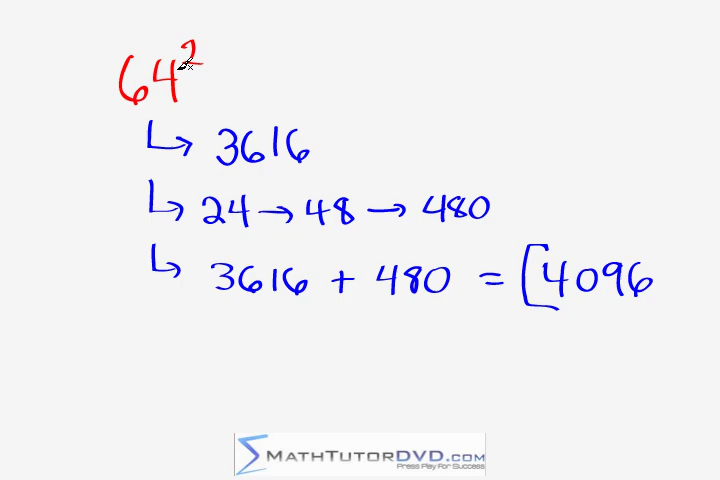 64²
↳ 3616
↳ 24 → 48 → 480
↳ 3616 + 480 = [4096
MATHTUTORDVD.COM
Press Play For Success